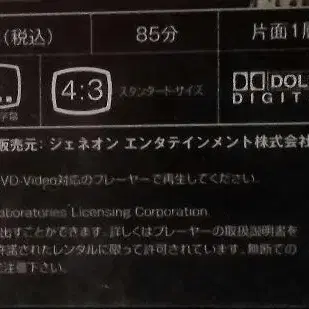 (税込) 85分 片面1層
字幕 4:3 スタンダード・サイズ DOL
DIGIT
販売元: ジェネオン エンタテインメント株式会
VD-Video対応のプレーヤーで再生してください.
aboratories Licensing Corporation.
出すことができます. 詳しくはプレーヤーの取扱説明書を
許諾されたレンタルに限って許可されています. 無断での
ご注意下さい.